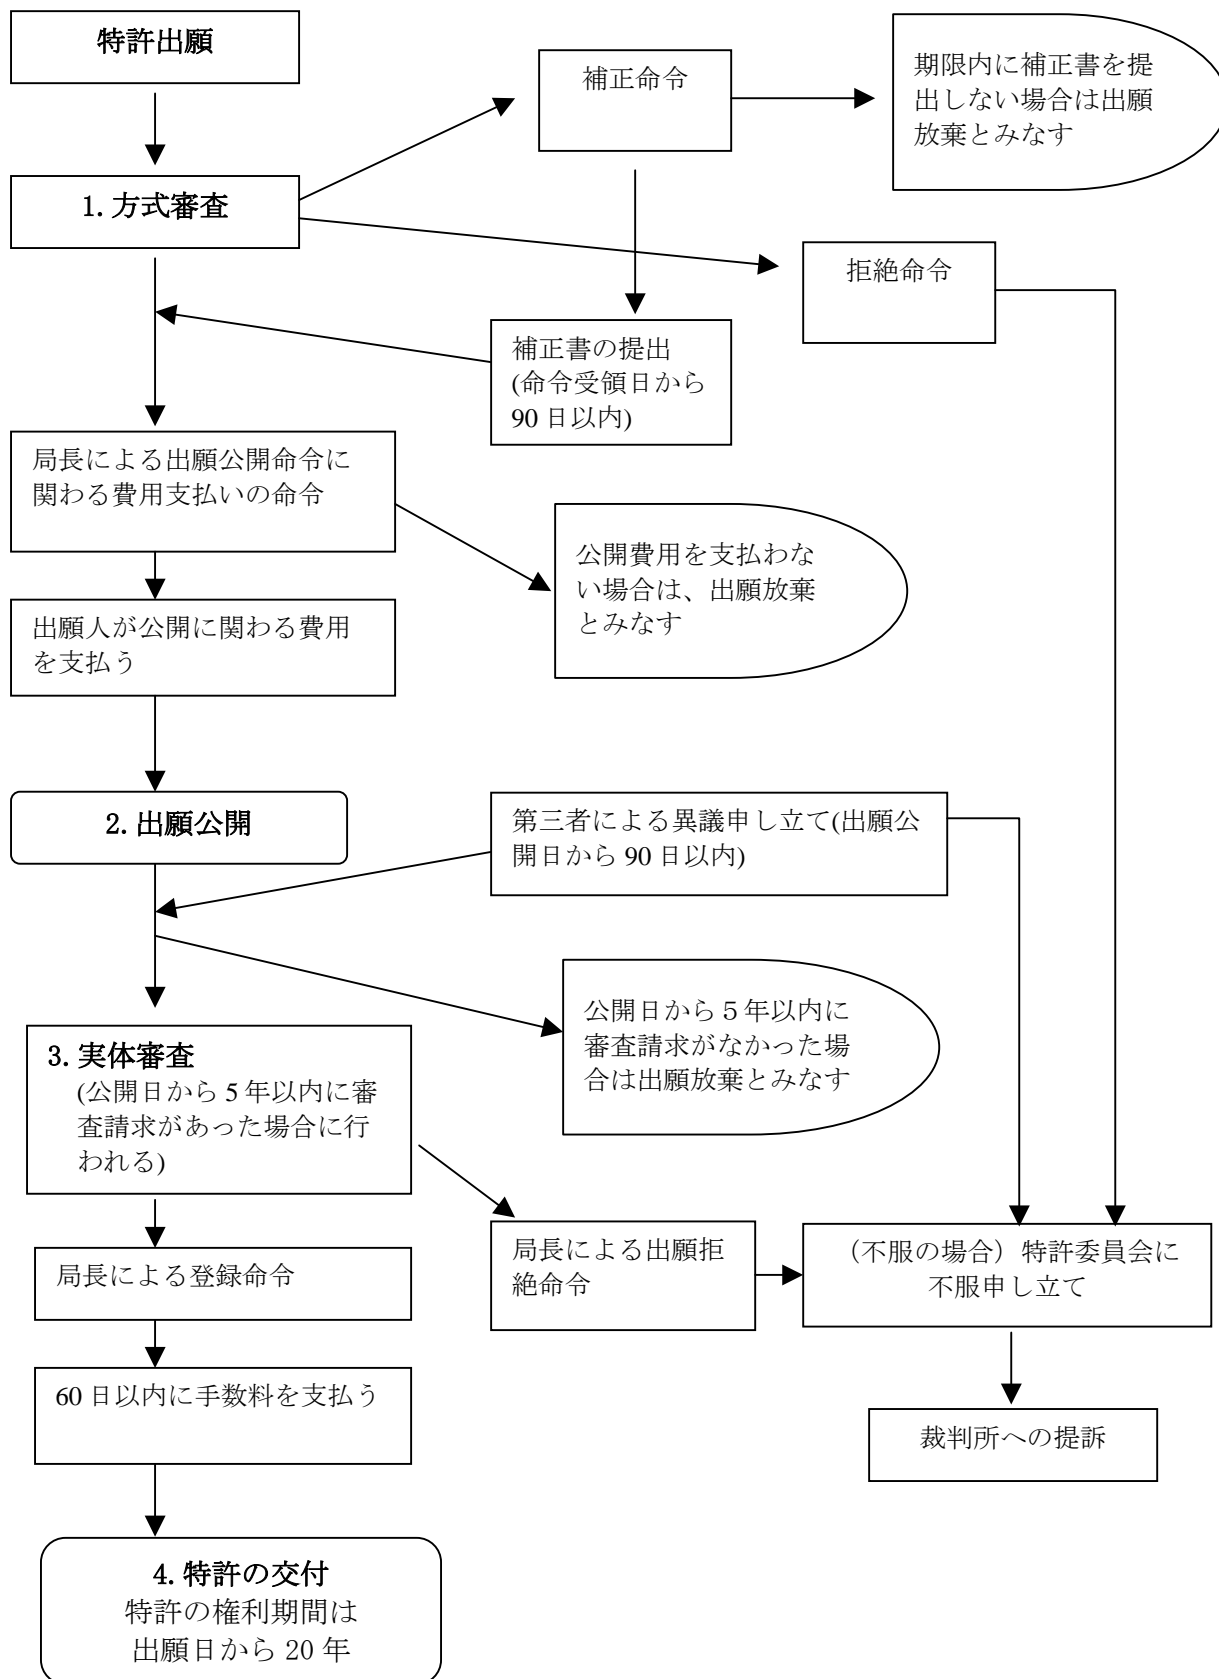 特許出願
補正命令
期限内に補正書を提
出しない場合は出願
放棄とみなす
1. 方式審査
拒絶命令
補正書の提出
(命令受領日から
90 日以内)
局長による出願公開命令に
関わる費用支払いの命令
公開費用を支払わな
い場合は、出願放棄
とみなす
出願人が公開に関わる費用
を支払う
2. 出願公開
第三者による異議申し立て(出願公
開日から 90 日以内)
公開日から５年以内に
審査請求がなかった場
合は出願放棄とみなす
3. 実体審査
(公開日から 5 年以内に審
査請求があった場合に行
われる)
局長による出願拒
絶命令
（不服の場合）特許委員会に
不服申し立て
局長による登録命令
60 日以内に手数料を支払う
裁判所への提訴
4. 特許の交付
特許の権利期間は
出願日から 20 年